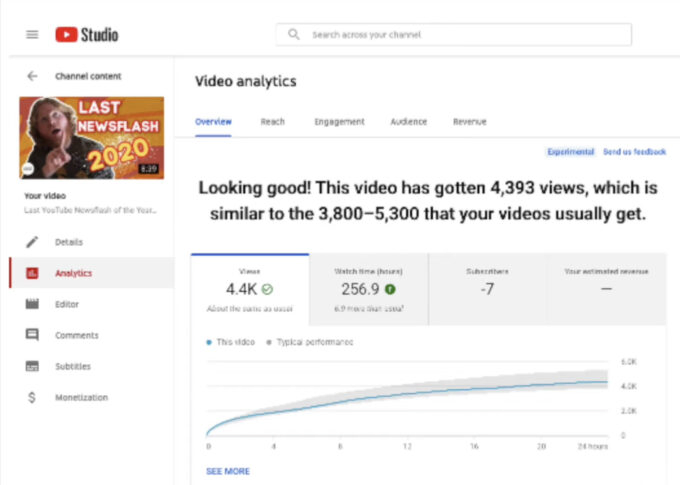 Studio
Search across your channel
Channel content
LAST
NEWSFLASH
2020
8:39
Your video
Last YouTube Newsflash of the Year...
Details
Analytics
Editor
Comments
Subtitles
Monetization
Video analytics
Overview Reach Engagement Audience Revenue
Experimental Send us feedback
Looking good! This video has gotten 4,393 views, which is
similar to the 3,800–5,300 that your videos usually get.
Views
4.4K
About the same as usual
Watch time (hours)
256.9
6.9 more than usual
Subscribers
-7
Your estimated revenue
—
This video Typical performance
6.0K
4.0K
2.0K
0
0 4 8 12 16 20 24 hours
SEE MORE